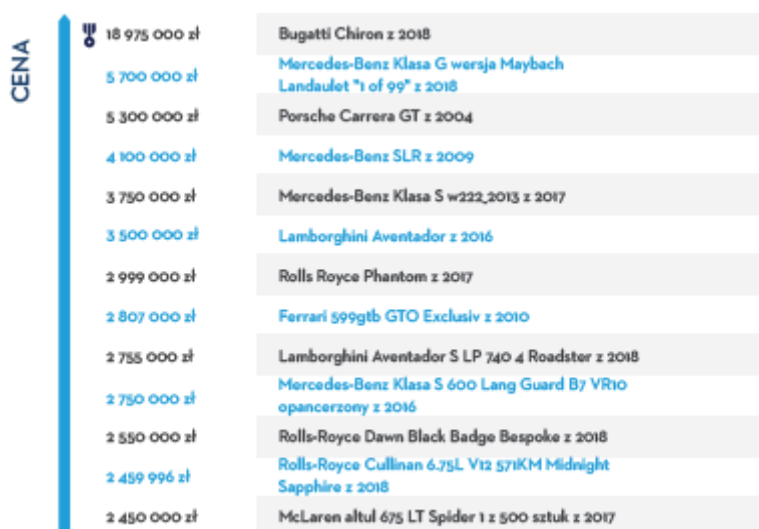 CENA
18 975 000 zł Bugatti Chiron z 2018
5 700 000 zł Mercedes-Benz Klasa G wersja Maybach
Landaulet "1 of 99" z 2018
5 300 000 zł Porsche Carrera GT z 2004
4 100 000 zł Mercedes-Benz SLR z 2009
3 750 000 zł Mercedes-Benz Klasa S w222_2013 z 2017
3 500 000 zł Lamborghini Aventador z 2016
2 999 000 zł Rolls Royce Phantom z 2017
2 807 000 zł Ferrari 599gtb GTO Exclusiv z 2010
2 755 000 zł Lamborghini Aventador S LP 740 4 Roadster z 2018
2 750 000 zł Mercedes-Benz Klasa S 600 Lang Guard B7 VR10
opancerzony z 2016
2 550 000 zł Rolls-Royce Dawn Black Badge Bespoke z 2018
2 459 996 zł Rolls-Royce Cullinan 6.75L V12 571KM Midnight
Sapphire z 2018
2 450 000 zł McLaren altul 675 LT Spider 1 z 500 sztuk z 2017